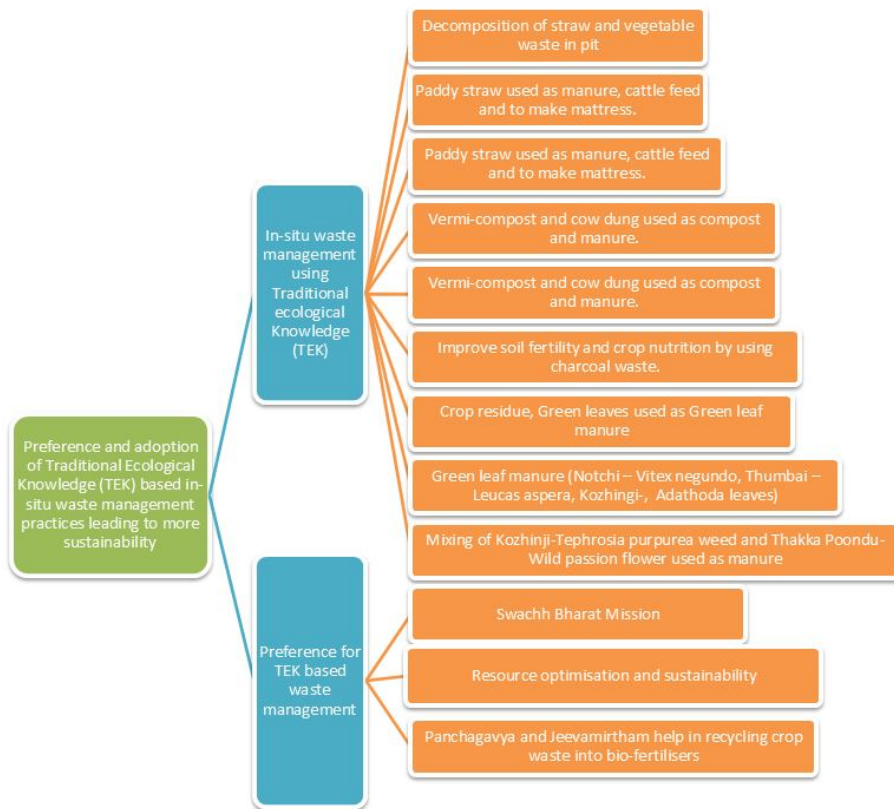 Preference and adoption
of Traditional Ecological
Knowledge (TEK) based in-
situ waste management
practices leading to more
sustainability
In-situ waste
management
using
Traditional
ecological
Knowledge
(TEK)
Decomposition of straw and vegetable
waste in pit
Paddy straw used as manure, cattle feed
and to make mattress.
Paddy straw used as manure, cattle feed
and to make mattress.
Vermi-compost and cow dung used as compost
and manure.
Vermi-compost and cow dung used as compost
and manure.
Improve soil fertility and crop nutrition by using
charcoal waste.
Crop residue, Green leaves used as Green leaf
manure
Green leaf manure (Notchi – Vitex negundo, Thumbai –
Leucas aspera, Kozhingi-, Adathoda leaves)
Mixing of Kozhinji-Tephrosia purpurea weed and Thakka Poondu-
Wild passion flower used as manure
Preference for
TEK based
waste
management
Swachh Bharat Mission
Resource optimisation and sustainability
Panchagavya and Jeevamirtham help in recycling crop
waste into bio-fertilisers